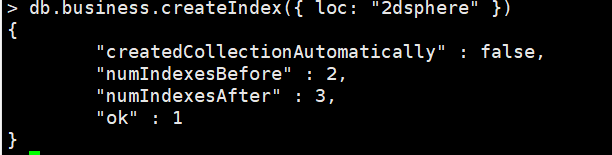 > db.business.createIndex({ loc: "2dsphere" })
{
        "createdCollectionAutomatically" : false,
        "numIndexesBefore" : 2,
        "numIndexesAfter" : 3,
        "ok" : 1
}